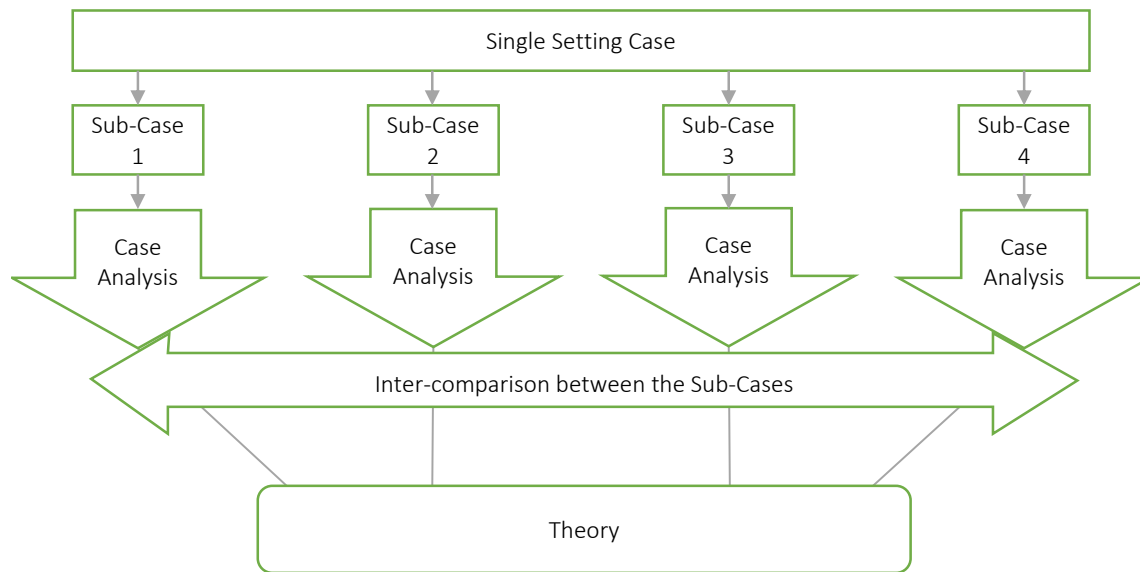 Single Setting Case
Sub-Case
1
Sub-Case
2
Sub-Case
3
Sub-Case
4
Case
Analysis
Case
Analysis
Case
Analysis
Case
Analysis
Inter-comparison between the Sub-Cases
Theory